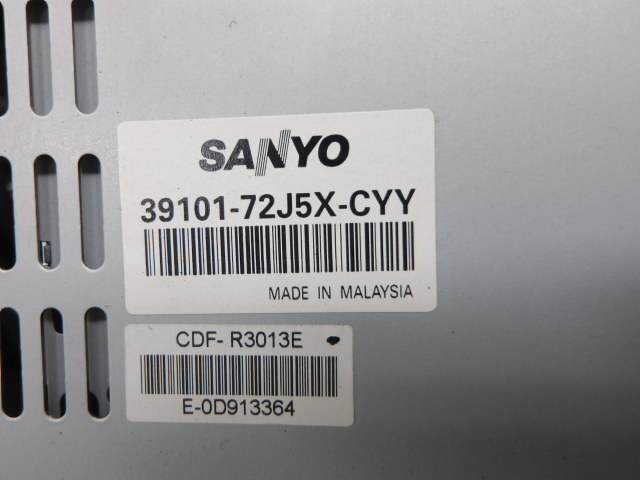 SANYO
39101-72J5X-CYY
MADE IN MALAYSIA
CDF- R3013E
E-0D913364